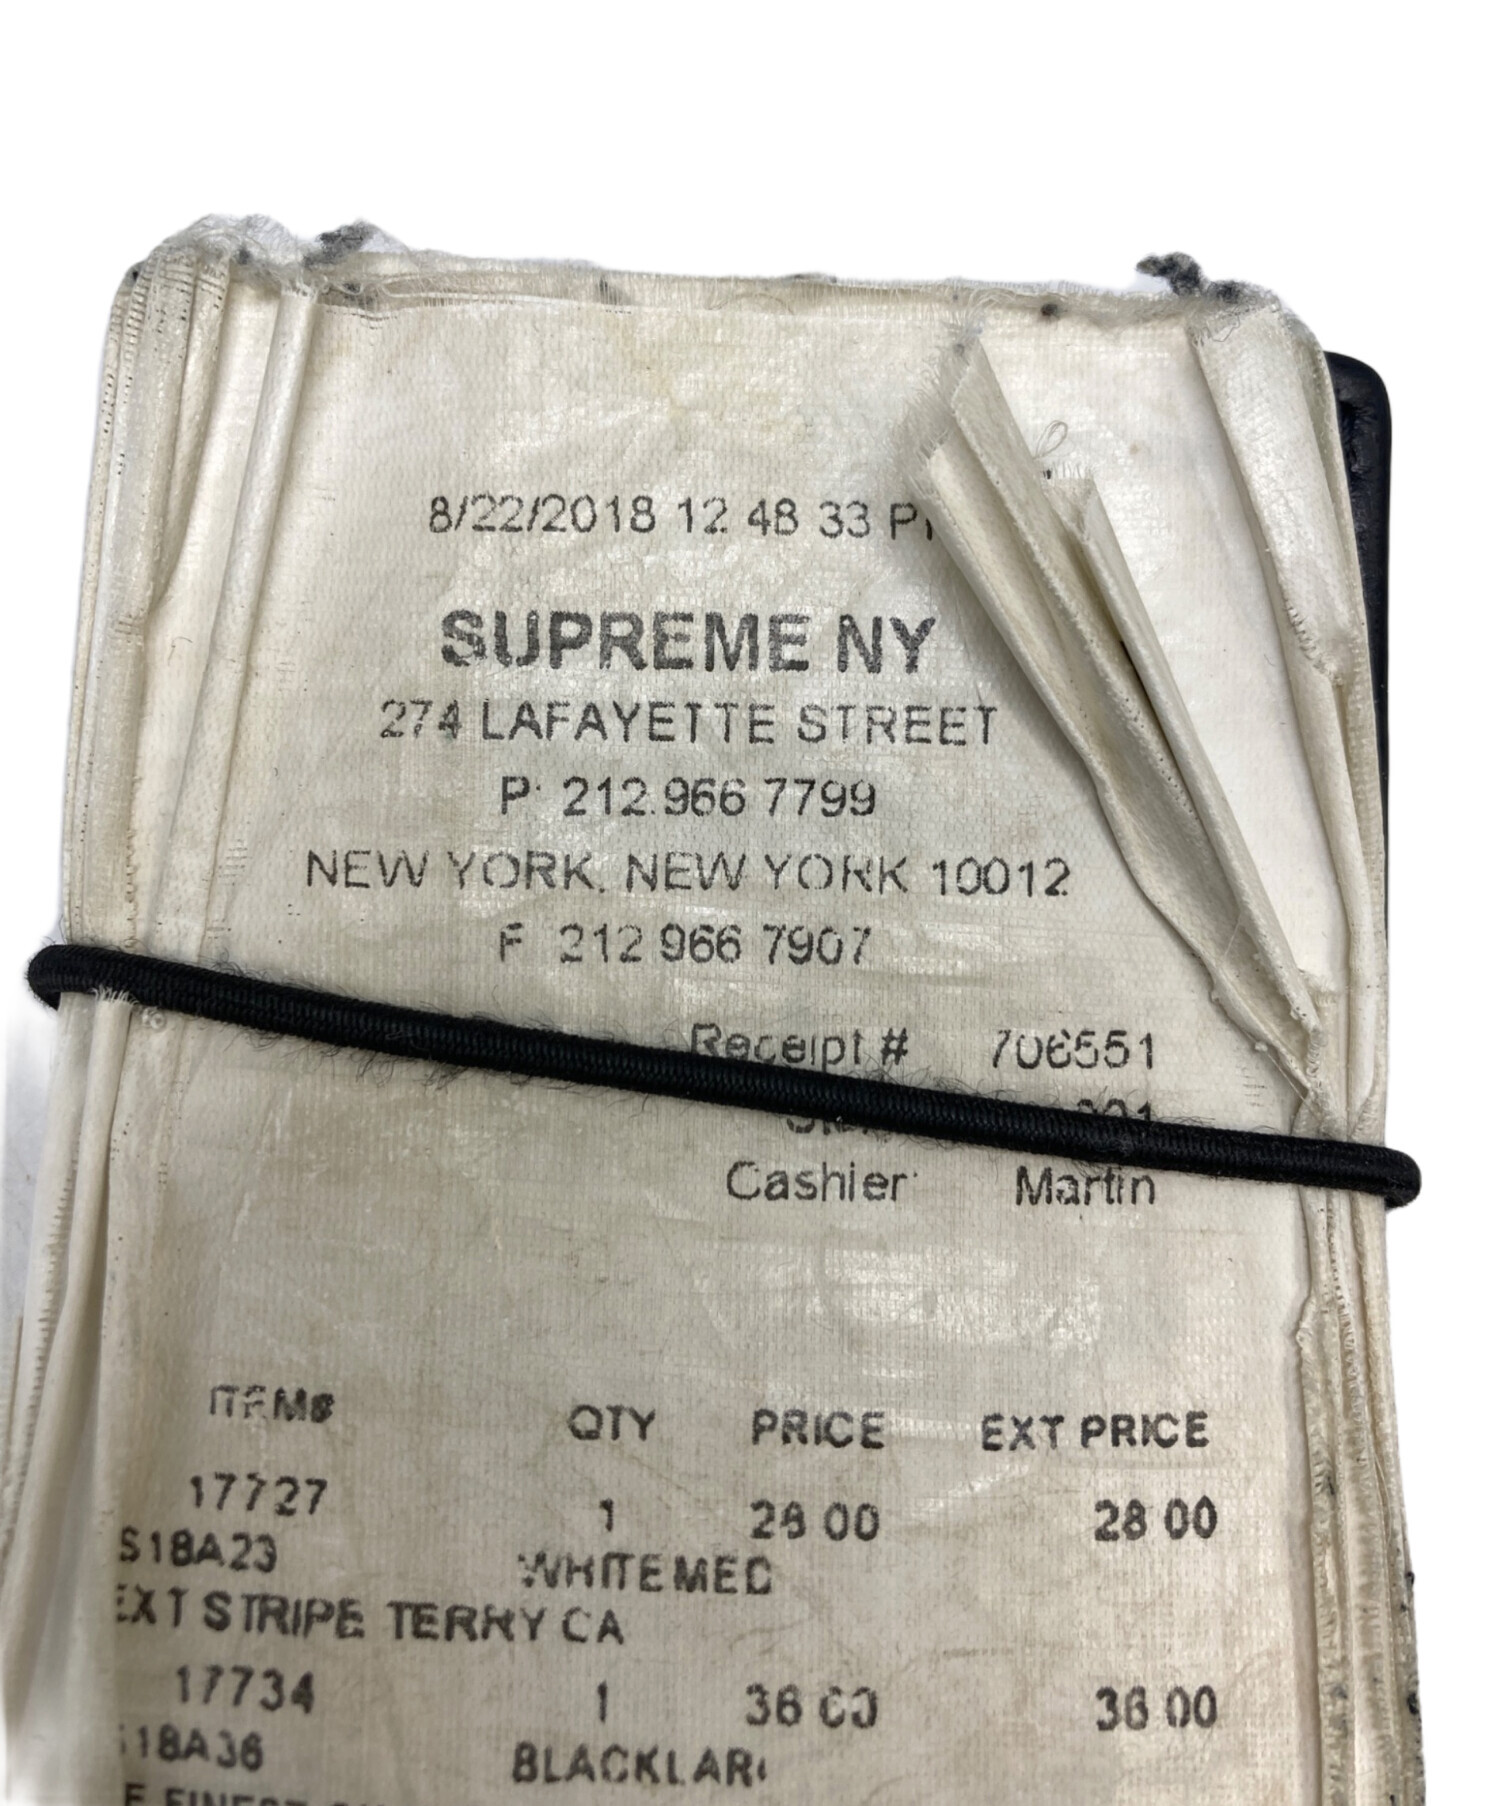 8/22/2018 12 48 33
SUPREME NY
274 LAFAYETTE STREET
P: 212.966 7799
NEW YORK, NEW YORK 10012
F 212 966 7907
Receipt # 706551
Cashier Martin
ITEM# QTY PRICE EXT PRICE
17727 1 28 00 28 00
S18A23 WHITEMED
EXT STRIPE TERRY CA
17734 1 36 00 36 00
18A36